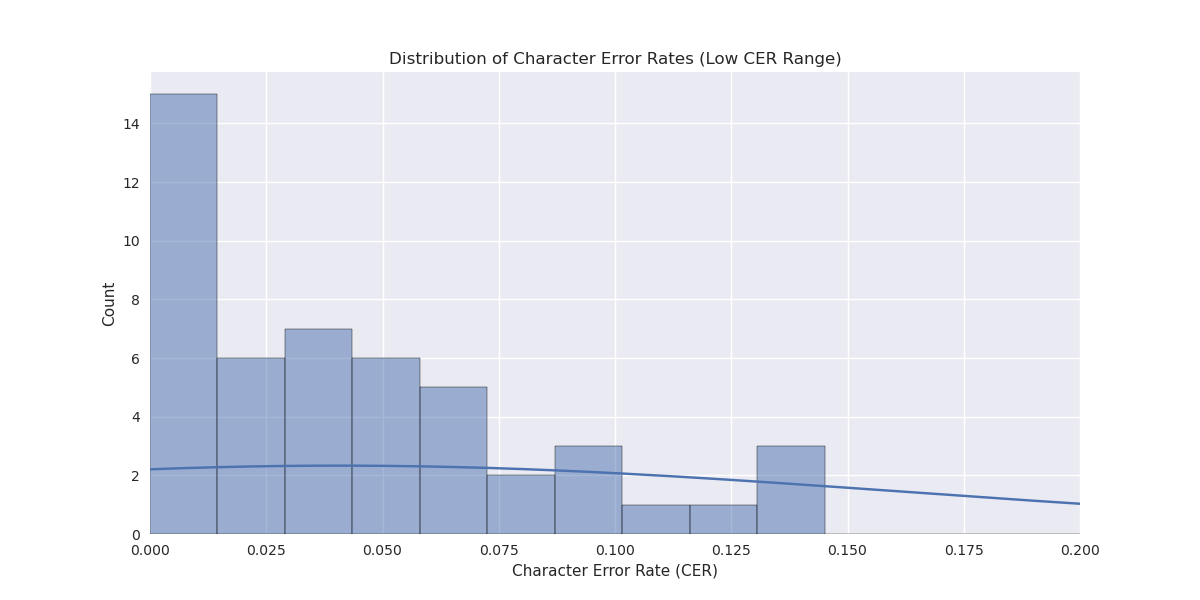 Distribution of Character Error Rates (Low CER Range)
Count
14
12
10
8
6
4
2
0
0.000 0.025 0.050 0.075 0.100 0.125 0.150 0.175 0.200
Character Error Rate (CER)